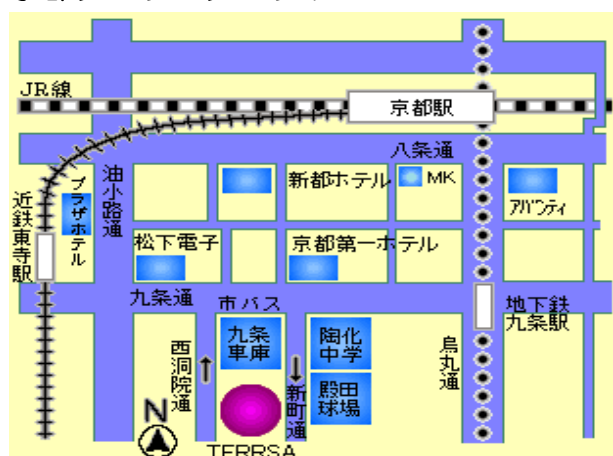 JR線
京都駅
八条通
新都ホテル
MK
アバンティ
近鉄東寺駅
プラザホテル
油小路通
松下電子
京都第一ホテル
九条通
市バス
九条車庫
陶化中学
殿田球場
地下鉄九条駅
烏丸通
西洞院通
新町通
N
TERRSA